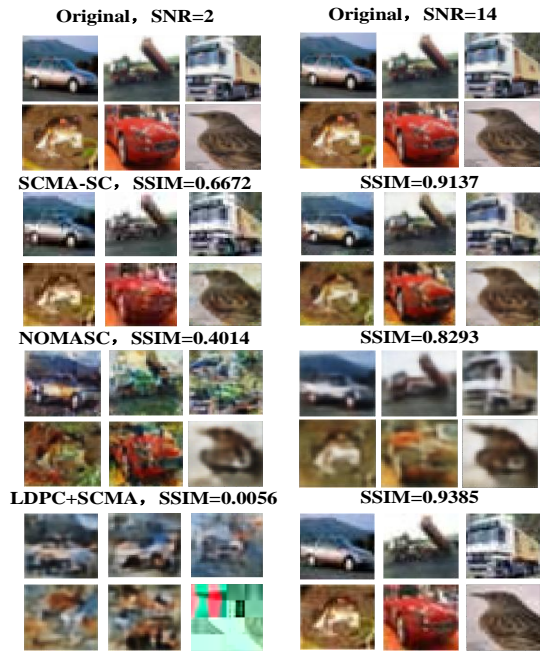 Original，SNR=2
Original，SNR=14
SCMA-SC，SSIM=0.6672
SSIM=0.9137
NOMASC，SSIM=0.4014
SSIM=0.8293
LDPC+SCMA，SSIM=0.0056
SSIM=0.9385